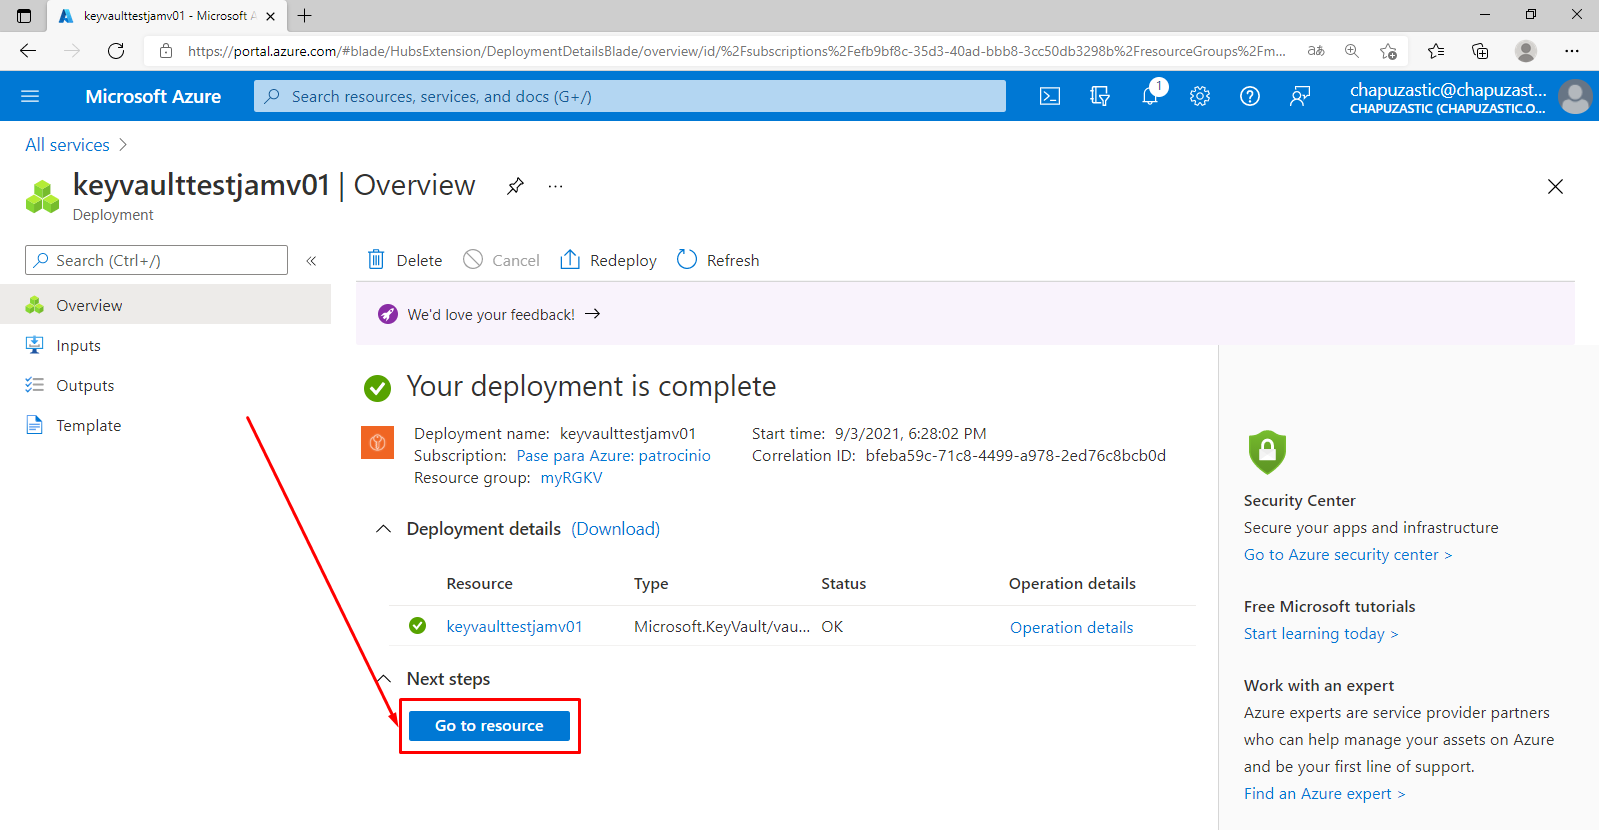 keyvaulttestjamv01 - Microsoft A
https://portal.azure.com/#blade/HubsExtension/DeploymentDetailsBlade/overview/id/%2Fsubscriptions%2Fefb9bf8c-35d3-40ad-bbb8-3cc50db3298b%2FresourceGroups%2Fm...
aあ
Microsoft Azure
Search resources, services, and docs (G+/)
1
chapuzastic@chapuzast...
CHAPUZASTIC (CHAPUZASTIC.O...
All services >
keyvaulttestjamv01 | Overview
...
Deployment
Search (Ctrl+/)
«
Delete
Cancel
Redeploy
Refresh
Overview
Inputs
Outputs
Template
We'd love your feedback! →
Your deployment is complete
Deployment name: keyvaulttestjamv01
Subscription: Pase para Azure: patrocinio
Resource group: myRGKV
Start time: 9/3/2021, 6:28:02 PM
Correlation ID: bfeba59c-71c8-4499-a978-2ed76c8bcb0d
Deployment details (Download)
Resource Type Status Operation details
keyvaulttestjamv01 Microsoft.KeyVault/vau... OK Operation details
Next steps
Go to resource
Security Center
Secure your apps and infrastructure
Go to Azure security center >
Free Microsoft tutorials
Start learning today >
Work with an expert
Azure experts are service provider partners
who can help manage your assets on Azure
and be your first line of support.
Find an Azure expert >